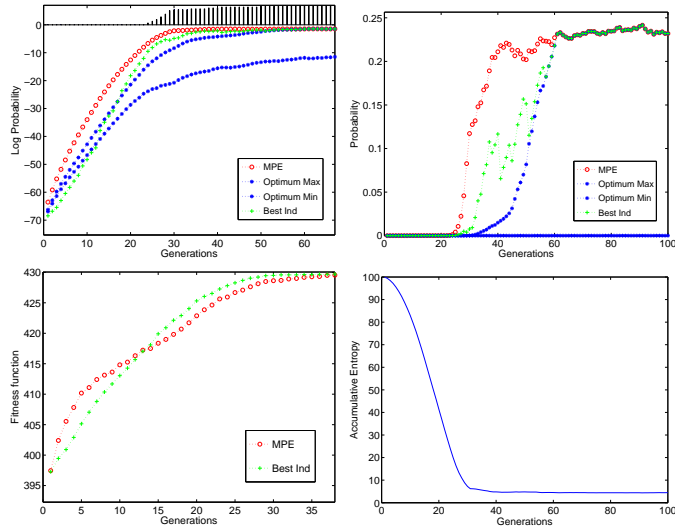 10
0
-10
-20
-30
-40
-50
-60
-70
Log Probability
0 10 20 30 40 50 60
Generations
MPE
Optimum Max
Optimum Min
Best Ind
0.25
0.2
0.15
0.1
0.05
0
Probability
0 20 40 60 80 100
Generations
MPE
Optimum Max
Optimum Min
Best Ind
430
425
420
415
410
405
400
395
Fitness function
0 5 10 15 20 25 30 35
Generations
MPE
Best Ind
100
90
80
70
60
50
40
30
20
10
0
Accumulative Entropy
0 20 40 60 80 100
Generations